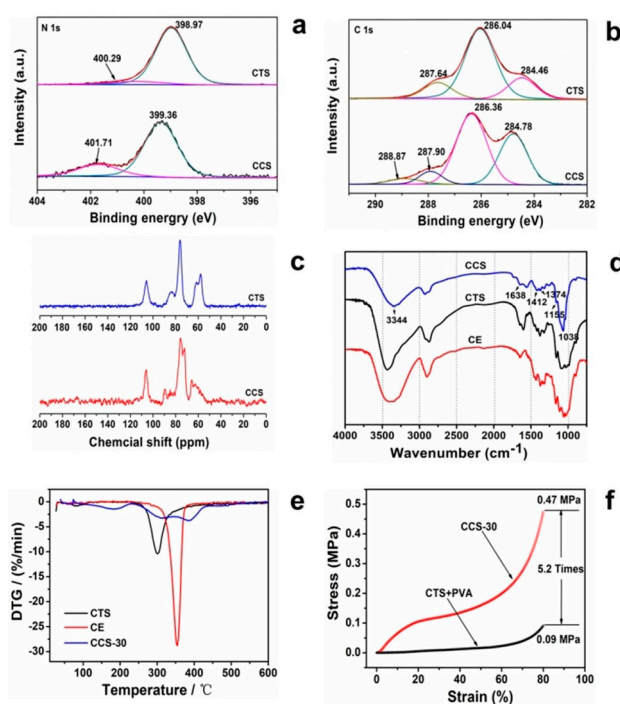 N 1s
a
398.97
400.29
CTS
399.36
401.71
CCS
Intensity (a.u.)
404 402 400 398 396
Binding energry (eV)
C 1s
b
286.04
287.64
284.46
CTS
286.36
284.78
287.90
288.87
CCS
Intensity (a.u.)
291 288 286 284 282
Binding energry (eV)
c
CTS
200 180 160 140 120 100 80 60 40 20 0
CCS
200 180 160 140 120 100 80 60 40 20 0
Chemcial shift (ppm)
d
CCS
1638
1412
1374
1155
3344
CTS
1038
CE
4000 3500 3000 2500 2000 1500 1000
Wavenumber (cm-1)
e
0
-5
-10
-15
-20
-25
-30
DTG / (%/min)
CTS
CE
CCS-30
100 200 300 400 500 600
Temperature / ℃
f
0.5
0.4
0.3
0.2
0.1
0.0
Stress (MPa)
0.47 MPa
CCS-30
5.2 Times
CTS+PVA
0.09 MPa
0 20 40 60 80 100
Strain (%)